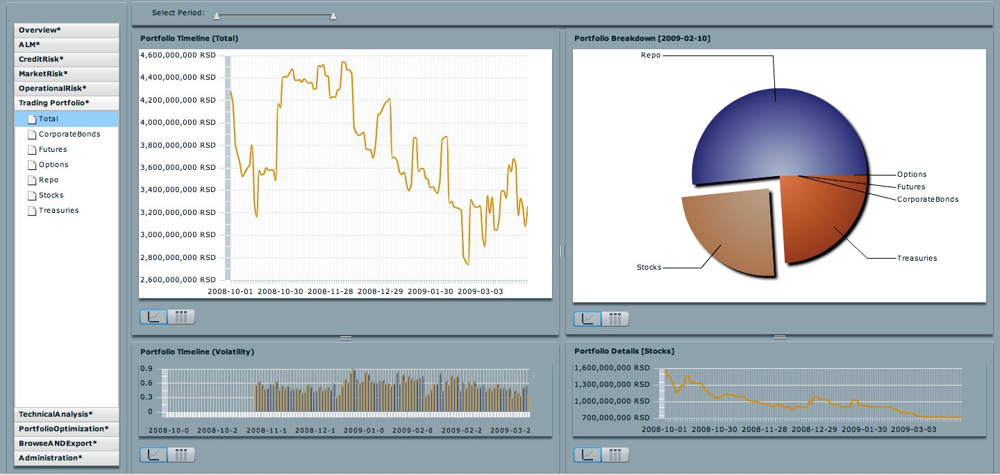 Select Period:
Overview*
ALM*
CreditRisk*
MarketRisk*
OperationalRisk*
Trading Portfolio*
Total
CorporateBonds
Futures
Options
Repo
Stocks
Treasuries
TechnicalAnalysis*
PortfolioOptimization*
BrowseANDExport*
Administration*
Portfolio Timeline (Total)
4,600,000,000 RSD
4,400,000,000 RSD
4,200,000,000 RSD
4,000,000,000 RSD
3,800,000,000 RSD
3,600,000,000 RSD
3,400,000,000 RSD
3,200,000,000 RSD
3,000,000,000 RSD
2,800,000,000 RSD
2,600,000,000 RSD
2008-10-01 2008-10-30 2008-11-28 2008-12-29 2009-01-30 2009-03-03
Portfolio Breakdown [2009-02-10]
Repo
Options
Futures
CorporateBonds
Treasuries
Stocks
Portfolio Timeline (Volatility)
0.9
0.6
0.3
0
2008-10-0 2008-10-2 2008-11-1 2008-12-1 2009-01-0 2009-02-0 2009-02-2 2009-03-2
Portfolio Details [Stocks]
1,600,000,000 RSD
1,300,000,000 RSD
1,000,000,000 RSD
700,000,000 RSD
2008-10-01 2008-10-30 2008-11-28 2008-12-29 2009-01-30 2009-03-03